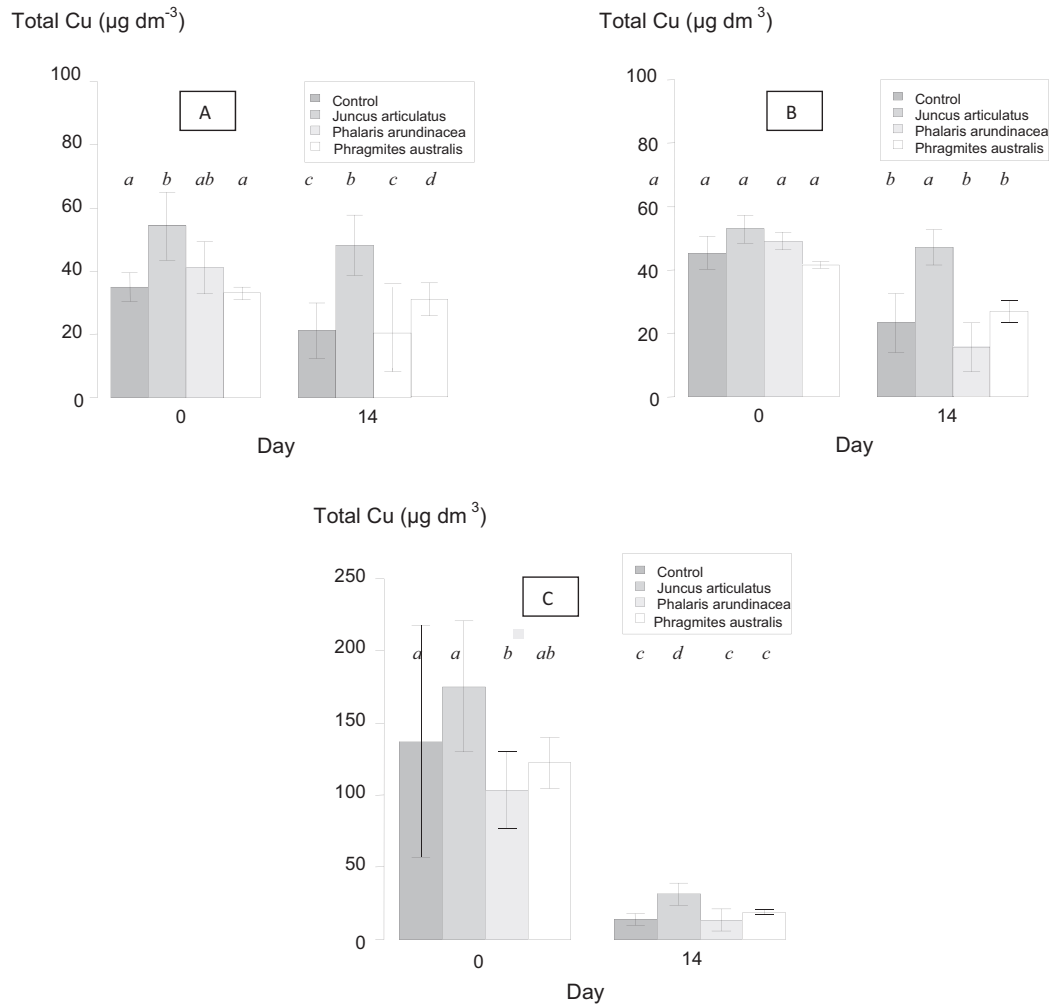 Total Cu (µg dm-3)
100
80
60
40
20
0
A
Control
Juncus articulatus
Phalaris arundinacea
Phragmites australis
a b ab a c b c d
0 14
Day
Total Cu (µg dm 3)
100
80
60
40
20
0
B
Control
Juncus articulatus
Phalaris arundinacea
Phragmites australis
a a a a a b a b b
0 14
Day
Total Cu (µg dm 3)
250
200
150
100
50
0
C
Control
Juncus articulatus
Phalaris arundinacea
Phragmites australis
a a b ab c d c c
0 14
Day